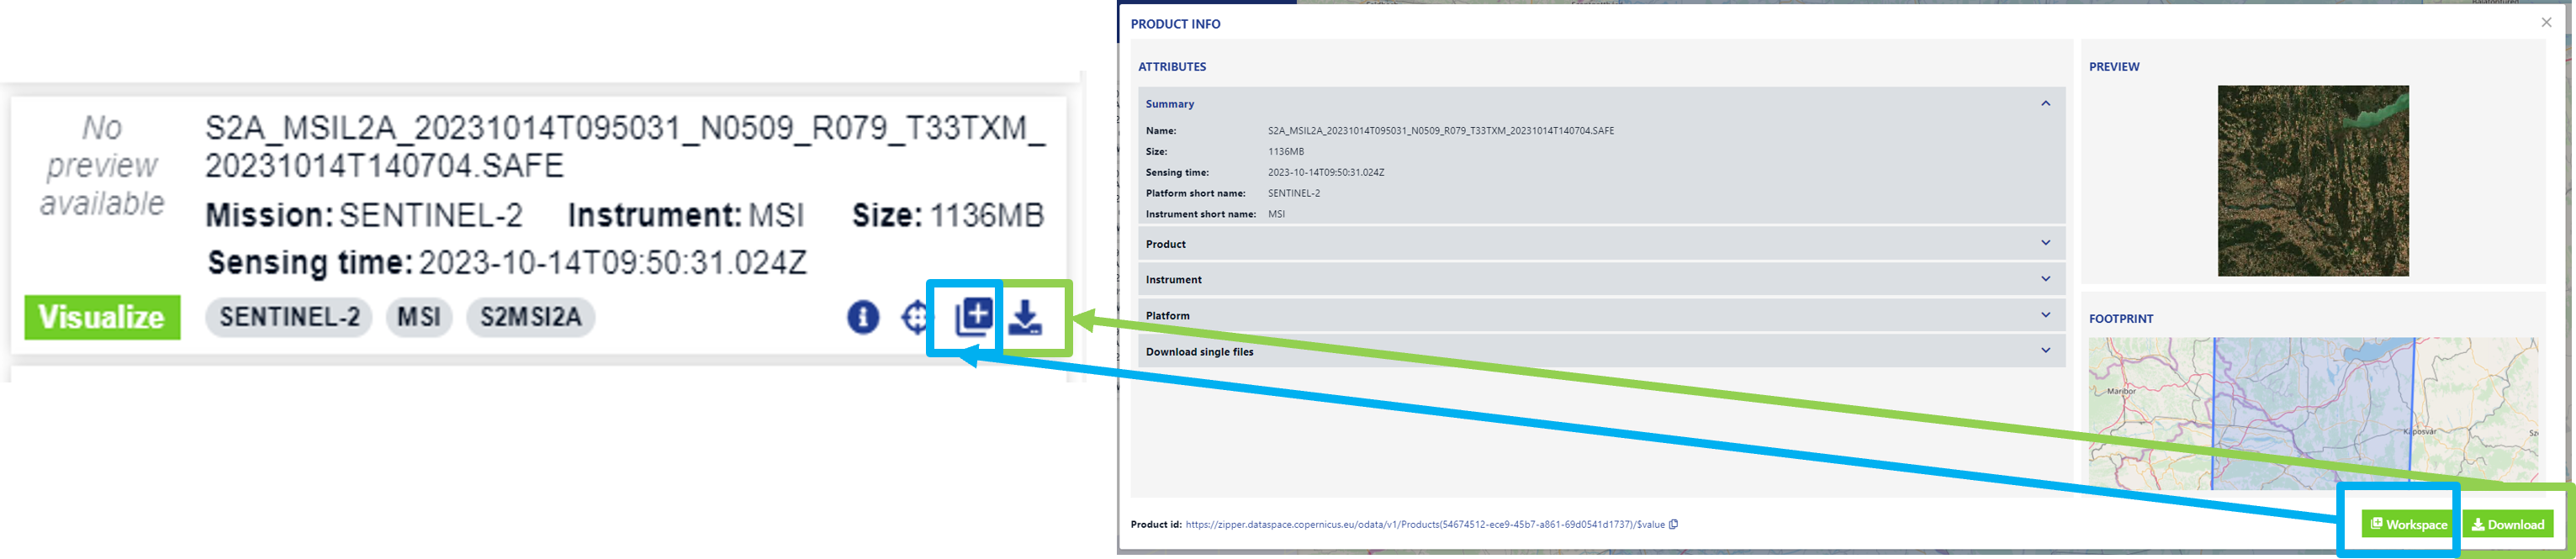 No
preview
available
S2A_MSIL2A_20231014T095031_N0509_R079_T33TXM_
20231014T140704.SAFE
Mission: SENTINEL-2 Instrument: MSI Size: 1136MB
Sensing time: 2023-10-14T09:50:31.024Z
Visualize SENTINEL-2 MSI S2MSI2A
PRODUCT INFO
ATTRIBUTES
Summary
Name: S2A_MSIL2A_20231014T095031_N0509_R079_T33TXM_20231014T140704.SAFE
Size: 1136MB
Sensing time: 2023-10-14T09:50:31.024Z
Platform short name: SENTINEL-2
Instrument short name: MSI
Product
Instrument
Platform
Download single files
PREVIEW
FOOTPRINT
Maribor
Kaposvár
Product id: https://zipper.dataspace.copernicus.eu/odata/v1/Products(54674512-ece9-45b7-a861-69d0541d1737)/$value
Workspace
Download